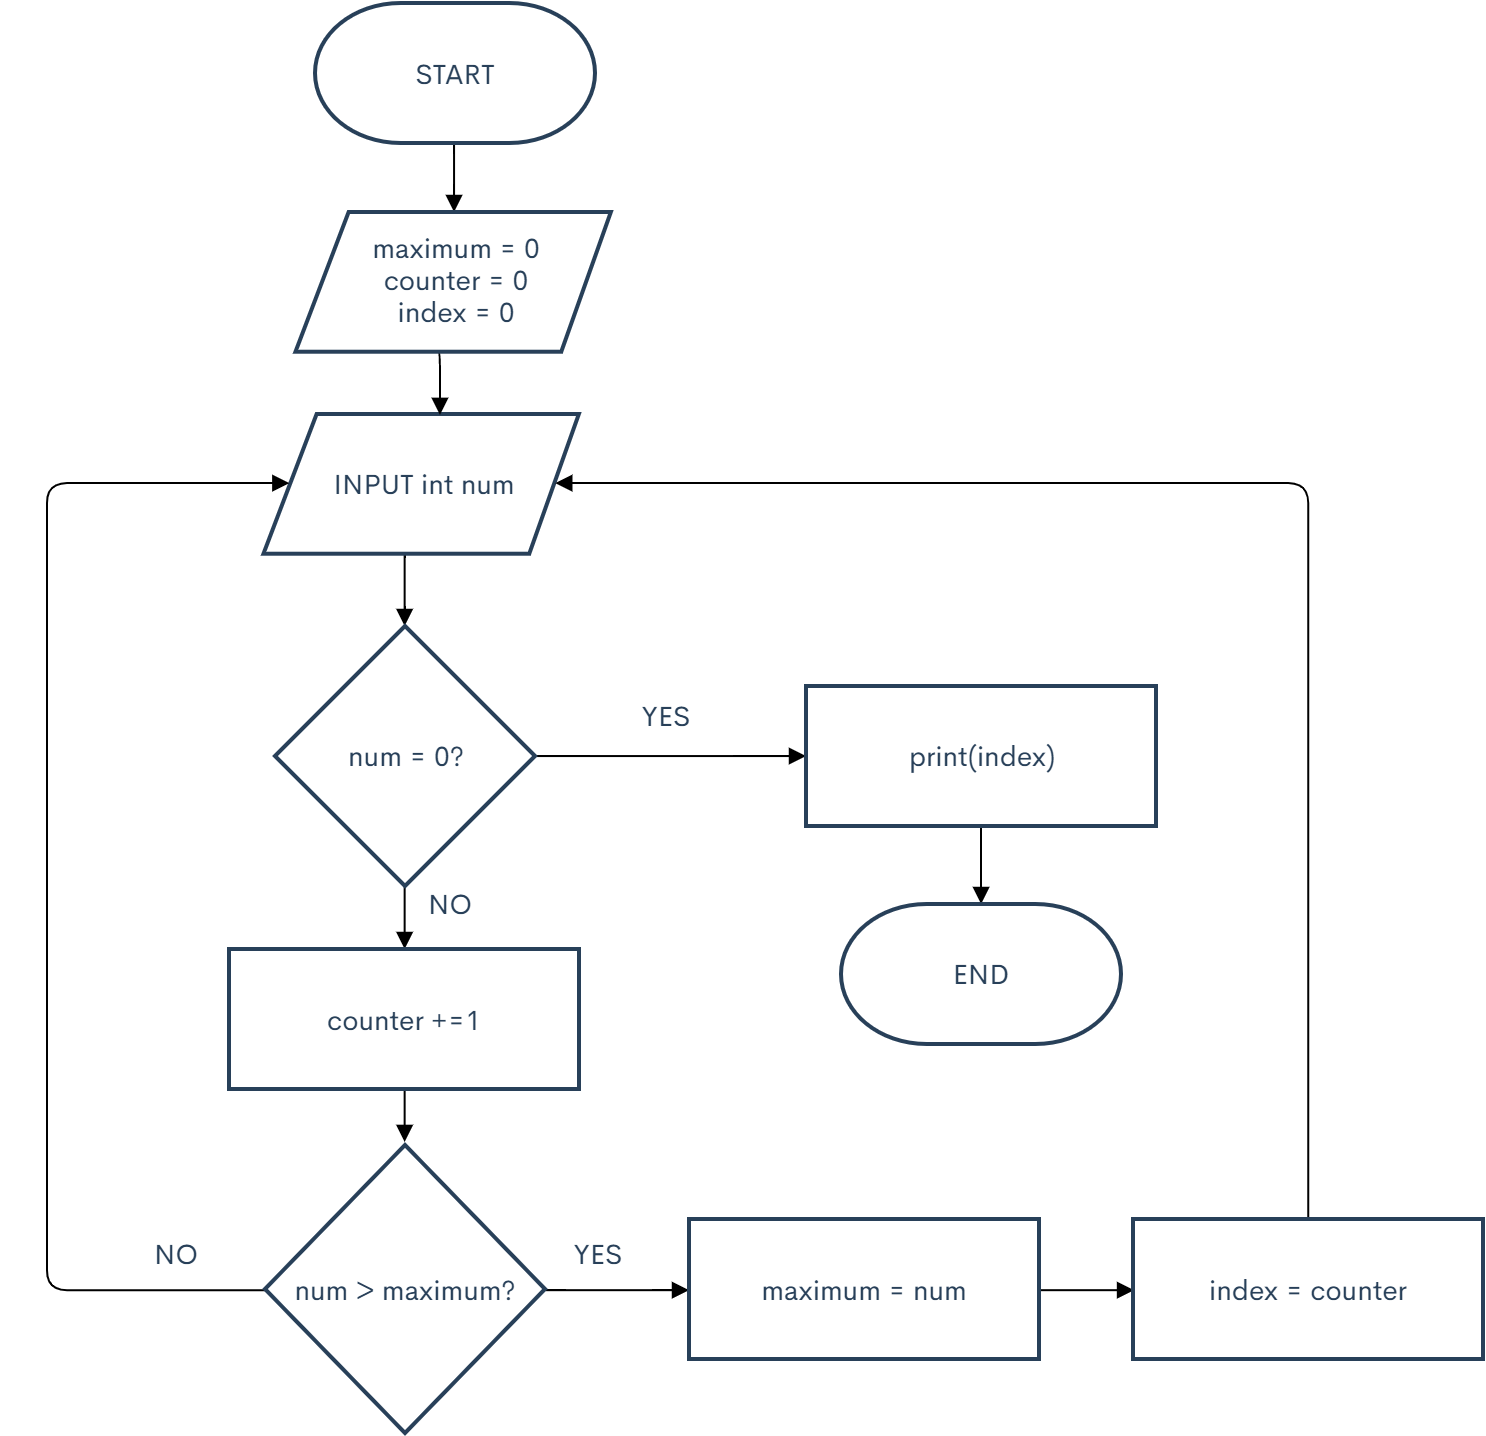 START
maximum = 0
counter = 0
index = 0
INPUT int num
num = 0?
YES
print(index)
NO
END
counter +=1
num > maximum?
NO
YES
maximum = num
index = counter